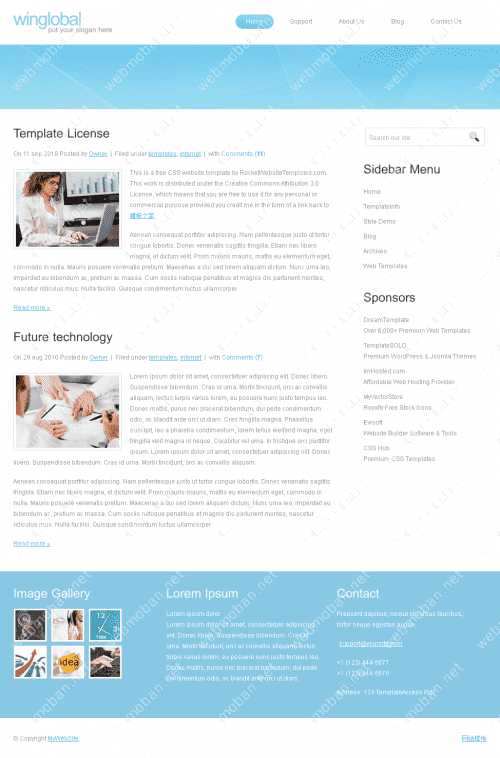 winglobal
put your slogan here
Home
Support
About Us
Blog
Contact Us
Template License
On 11 sep 2018 Posted by Owner | Filed under templates, internet | with Comments (11)
This is a free CSS website template by RocketWebsiteTemplates.com.
This work is distributed under the Creative Commons Attribution 3.0
License, which means that you are free to use it for any personal or
commercial purpose provided you credit me in the form of a link back to
模板之家.
Aenean consequat porttitor adipiscing. Nam pellentesque justo ut tortor
congue lobortis. Donec venenatis sagittis fringilla. Etiam nec libero
magna, et dictum velit. Proin mauris mauris, mattis eu elementum eget,
commodo in nulla. Mauris posuere venenatis pretium. Maecenas a dui sed lorem aliquam dictum. Nunc urna leo,
imperdiet eu bibendum ac, pretium ac massa. Cum sociis natoque penatibus et magnis dis parturient montes,
nascetur ridiculus mus. Nulla facilisi. Quisque condimentum luctus ullamcorper.
Read more »
Future technology
On 29 aug 2018 Posted by Owner | Filed under templates, internet | with Comments (7)
Lorem ipsum dolor sit amet, consectetuer adipiscing elit. Donec libero.
Suspendisse bibendum. Cras id urna. Morbi tincidunt, orci ac convallis
aliquam, lectus turpis varius lorem, eu posuere nunc justo tempus leo.
Donec mattis, purus nec placerat bibendum, dui pede condimentum
odio, ac blandit ante orci ut diam. Cras fringilla magna. Phasellus
suscipit, leo a pharetra condimentum, lorem tellus eleifend magna, eget
fringilla velit magna id neque. Curabitur vel urna. In tristique orci porttitor
ipsum. Lorem ipsum dolor sit amet, consectetuer adipiscing elit. Donec
libero. Suspendisse bibendum. Cras id urna. Morbi tincidunt, orci ac convallis aliquam.
Aenean consequat porttitor adipiscing. Nam pellentesque justo ut tortor congue lobortis. Donec venenatis sagittis
fringilla. Etiam nec libero magna, et dictum velit. Proin mauris mauris, mattis eu elementum eget, commodo in
nulla. Mauris posuere venenatis pretium. Maecenas a dui sed lorem aliquam dictum. Nunc urna leo, imperdiet eu
bibendum ac, pretium ac massa. Cum sociis natoque penatibus et magnis dis parturient montes, nascetur
ridiculus mus. Nulla facilisi. Quisque condimentum luctus ullamcorper.
Read more »
Search our site:
Sidebar Menu
Home
TemplateInfo
Style Demo
Blog
Archives
Web Templates
Sponsors
DreamTemplate
Over 6,000+ Premium Web Templates
TemplateSOLD
Premium WordPress & Joomla Themes
ImHosted.com
Affordable Web Hosting Provider
MyVectorStore
Royalty Free Stock Icons
Evrsoft
Website Builder Software & Tools
CSS Hub
Premium CSS Templates
Image Gallery
idea
Lorem Ipsum
Lorem ipsum dolor
Lorem ipsum dolor sit amet, consectetuer adipiscing
elit. Donec libero. Suspendisse bibendum. Cras id
urna. Morbi tincidunt, orci ac convallis aliquam, lectus
turpis varius lorem, eu posuere nunc justo tempus leo.
Donec mattis, purus nec placerat bibendum, dui pede
condimentum odio, ac blandit ante orci ut diam.
Contact
Praesent dapibus, neque id cursus faucibus,
tortor neque egestas augue.
support@yoursite.com
+1 (123) 444-5677
+1 (123) 444-5678
Address: 123 TemplateAccess Rd
© Copyright MyWebSite.
网站模板
webmoban.net